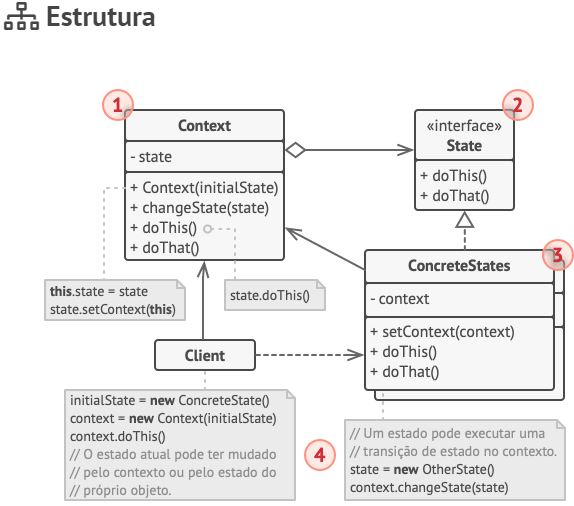 Estrutura
1
Context
- state
+ Context(initialState)
+ changeState(state)
+ doThis()
+ doThat()
2
«interface»
State
+ doThis()
+ doThat()
3
ConcreteStates
- context
+ setContext(context)
+ doThis()
+ doThat()
this.state = state
state.setContext(this)
state.doThis()
Client
initialState = new ConcreteState()
context = new Context(initialState)
context.doThis()
// O estado atual pode ter mudado
// pelo contexto ou pelo estado do
// próprio objeto.
4
// Um estado pode executar uma
// transição de estado no contexto.
state = new OtherState()
context.changeState(state)